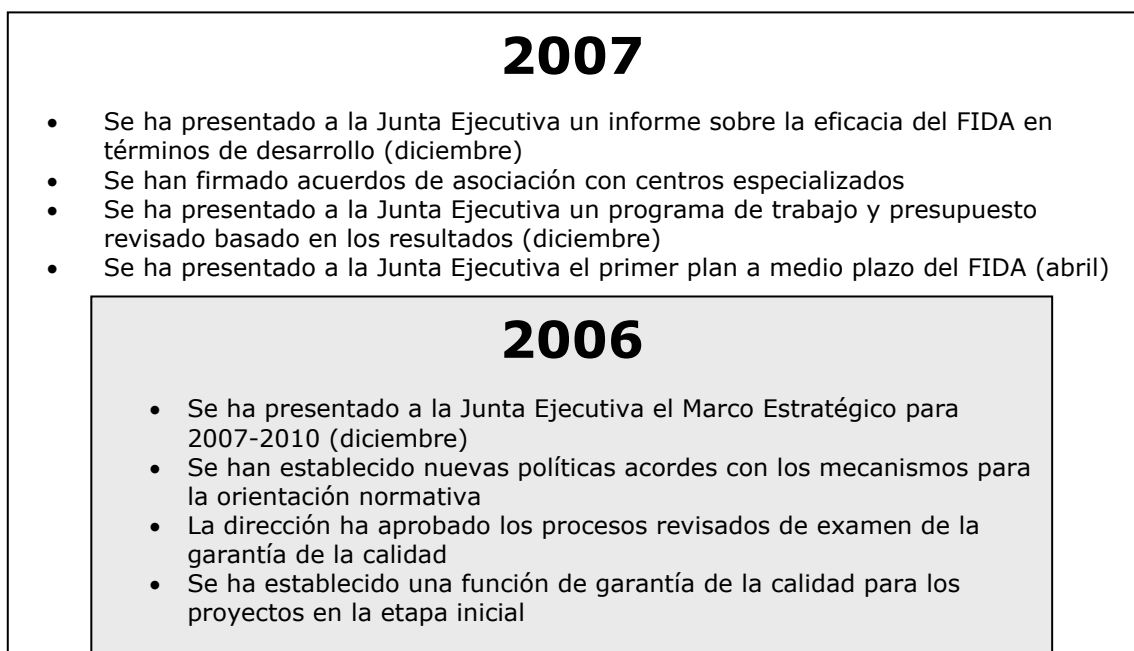 2007
• Se ha presentado a la Junta Ejecutiva un informe sobre la eficacia del FIDA en
términos de desarrollo (diciembre)
• Se han firmado acuerdos de asociación con centros especializados
• Se ha presentado a la Junta Ejecutiva un programa de trabajo y presupuesto
revisado basado en los resultados (diciembre)
• Se ha presentado a la Junta Ejecutiva el primer plan a medio plazo del FIDA (abril)
2006
• Se ha presentado a la Junta Ejecutiva el Marco Estratégico para
2007-2010 (diciembre)
• Se han establecido nuevas políticas acordes con los mecanismos para
la orientación normativa
• La dirección ha aprobado los procesos revisados de examen de la
garantía de la calidad
• Se ha establecido una función de garantía de la calidad para los
proyectos en la etapa inicial